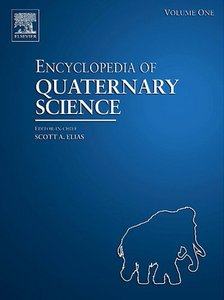 ELSEVIER
VOLUME ONE
ENCYCLOPEDIA OF
QUATERNARY
SCIENCE
EDITOR-IN-CHIEF
SCOTT A. ELIAS